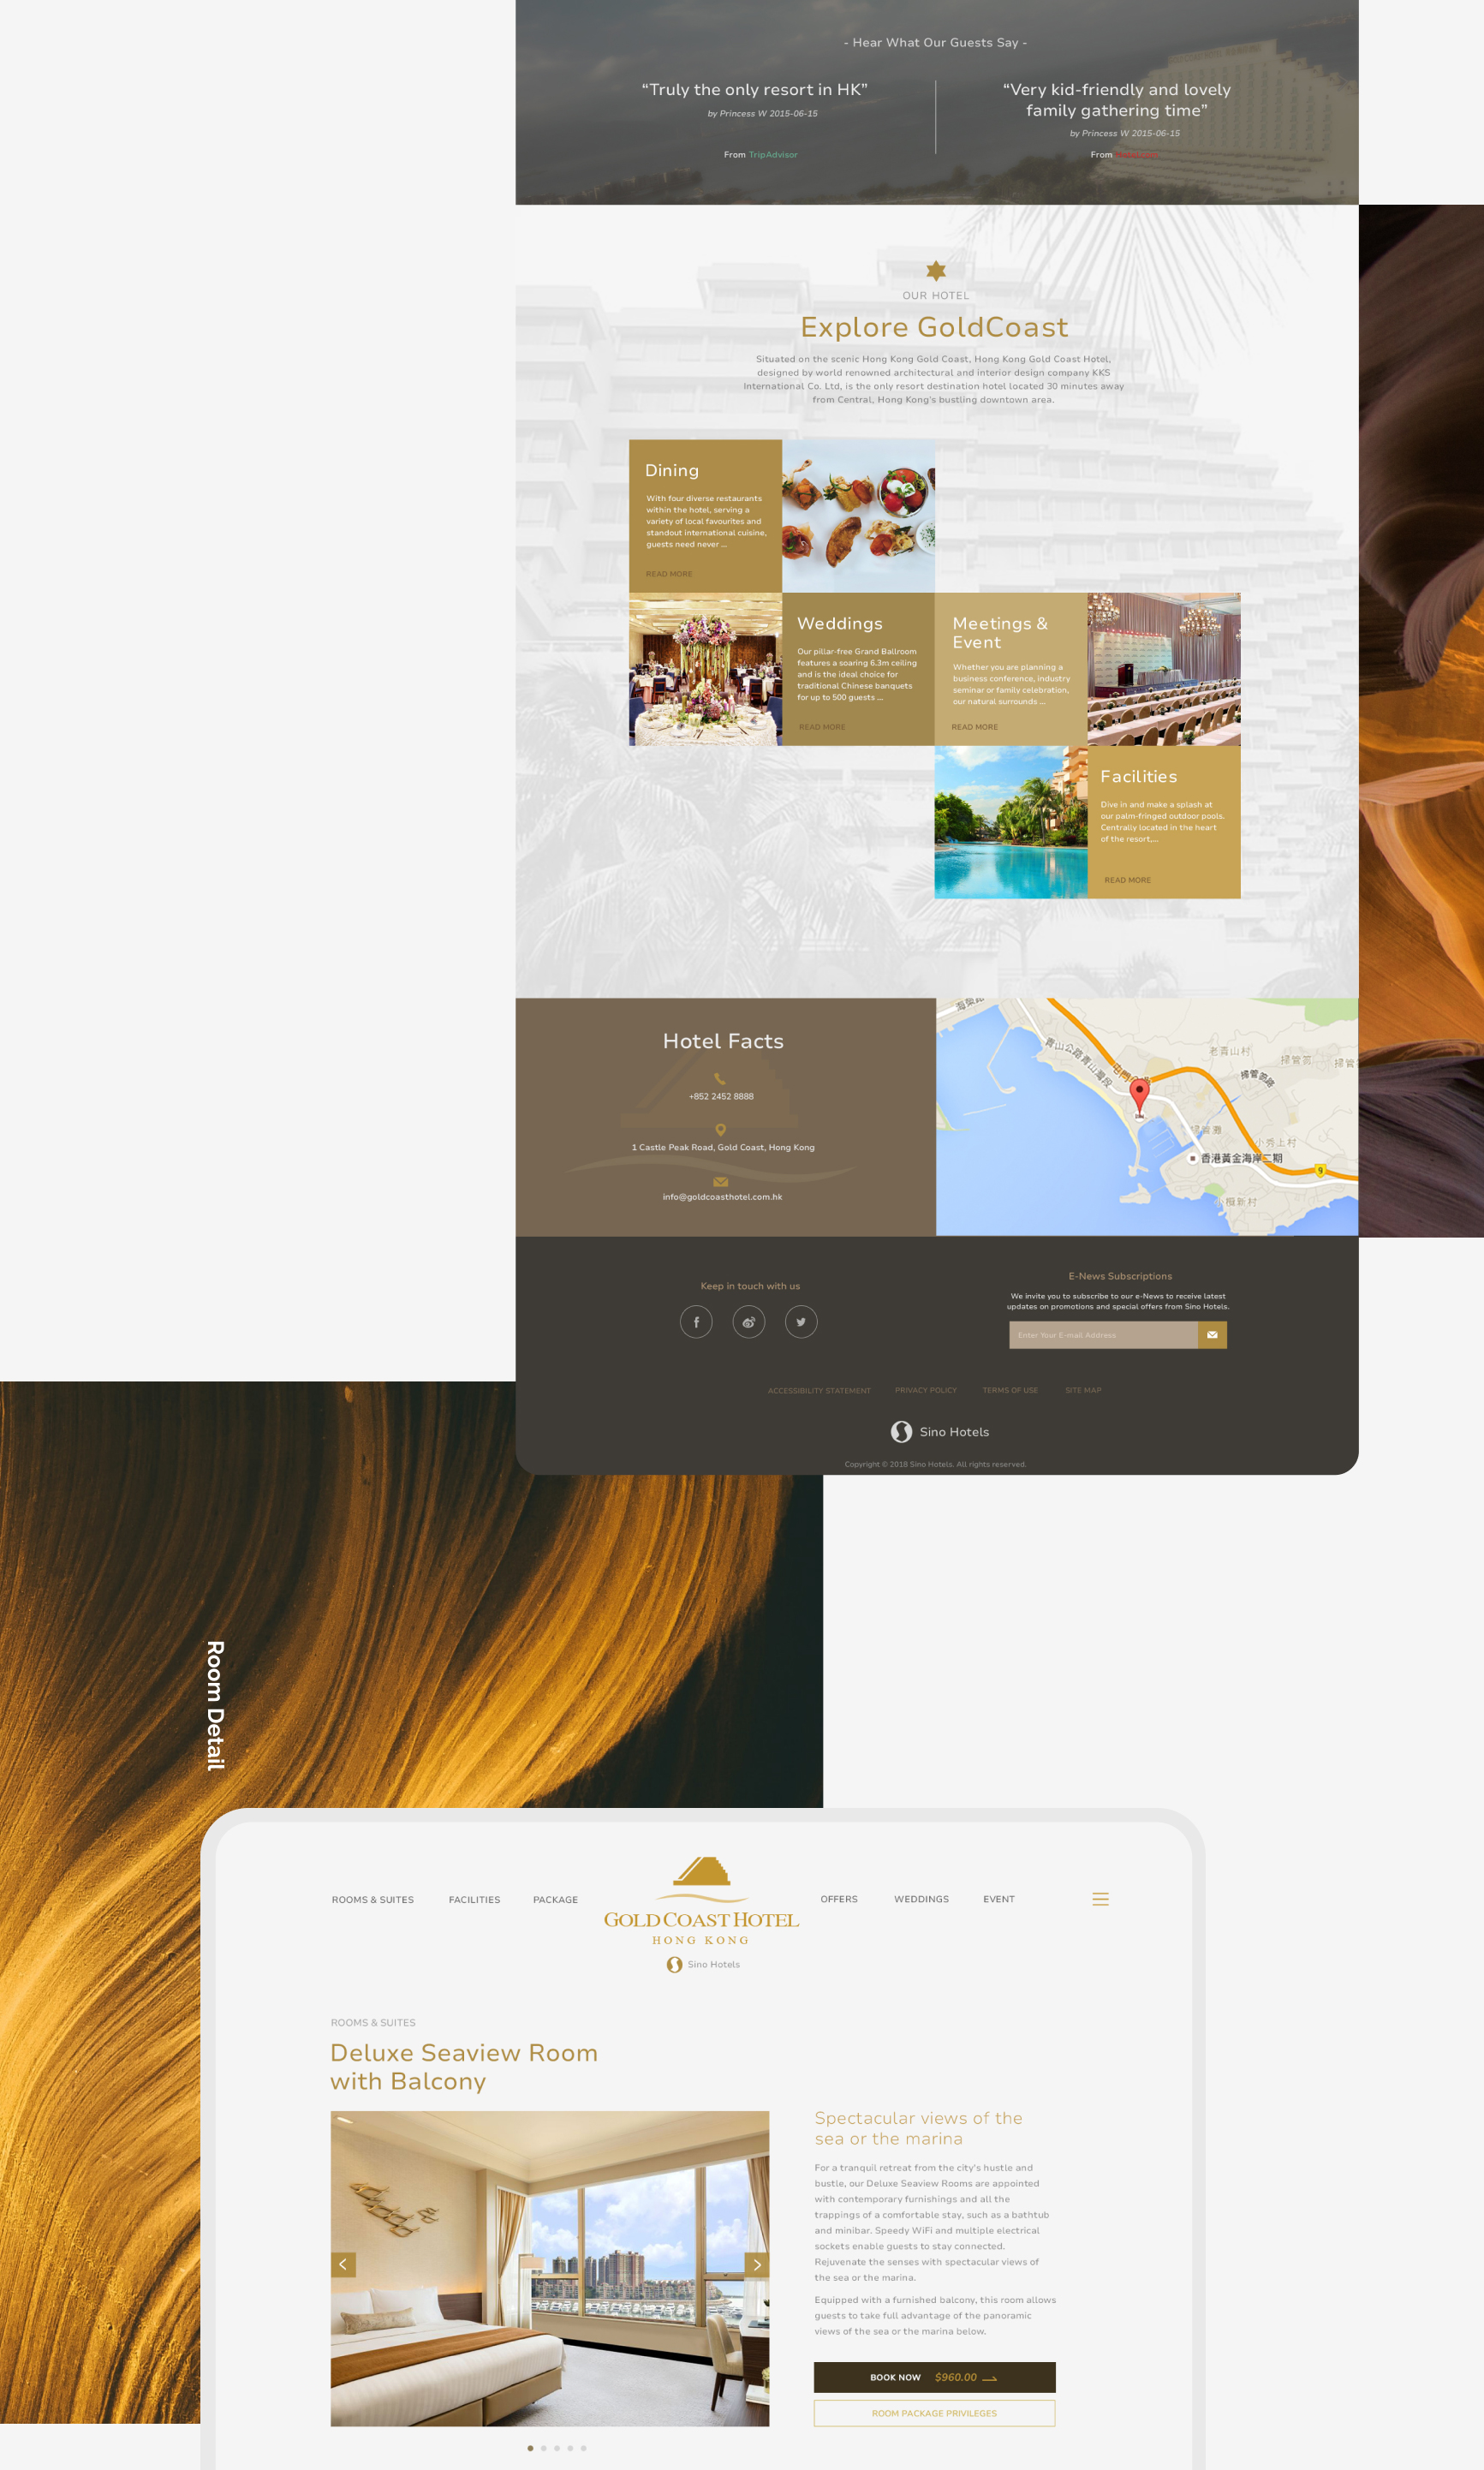 - Hear What Our Guests Say -
“Truly the only resort in HK”
by Princess W 2015-06-15
From TripAdvisor
“Very kid-friendly and lovely
family gathering time”
by Princess W 2015-06-15
From
OUR HOTEL
Explore GoldCoast
Situated on the scenic Hong Kong Gold Coast, Hong Kong Gold Coast Hotel,
designed by world renowned architectural and interior design company KKS
International Co. Ltd, is the only resort destination hotel located 30 minutes away
from Central, Hong Kong's bustling downtown area.
Dining
With four diverse restaurants
within the hotel, serving a
variety of local favourites and
standout international cuisine,
guests need never ...
READ MORE
Weddings
Our pillar-free Grand Ballroom
features a soaring 6.3m ceiling
and is the ideal choice for
traditional Chinese banquets
for up to 500 guests ...
READ MORE
Meetings &
Event
Whether you are planning a
business conference, industry
seminar or family celebration,
our natural surrounds ...
READ MORE
Facilities
Dive in and make a splash at
our palm-fringed outdoor pools.
Centrally located in the heart
of the resort,...
READ MORE
Hotel Facts
+852 2452 8888
1 Castle Peak Road, Gold Coast, Hong Kong
info@goldcoasthotel.com.hk
青山公路青山灣段
老青山村
掃管笏
掃管笏路
小秀上村
香港黃金海岸二期
9
Keep in touch with us
E-News Subscriptions
We invite you to subscribe to our e-News to receive latest
updates on promotions and special offers from Sino Hotels.
Enter Your E-mail Address
ACCESSIBILITY STATEMENT
PRIVACY POLICY
TERMS OF USE
SITE MAP
Sino Hotels
Copyright © 2018 Sino Hotels. All rights reserved.
Room Detail
ROOMS & SUITES
FACILITIES
PACKAGE
GOLD COAST HOTEL
HONG KONG
Sino Hotels
OFFERS
WEDDINGS
EVENT
ROOMS & SUITES
Deluxe Seaview Room
with Balcony
Spectacular views of the
sea or the marina
For a tranquil retreat from the city's hustle and
bustle, our Deluxe Seaview Rooms are appointed
with contemporary furnishings and all the
trappings of a comfortable stay, such as a bathtub
and minibar. Speedy WiFi and multiple electrical
sockets enable guests to stay connected.
Rejuvenate the senses with spectacular views of
the sea or the marina.
Equipped with a furnished balcony, this room allows
guests to take full advantage of the panoramic
views of the sea or the marina below.
BOOK NOW $960.00
ROOM PACKAGE PRIVILEGES